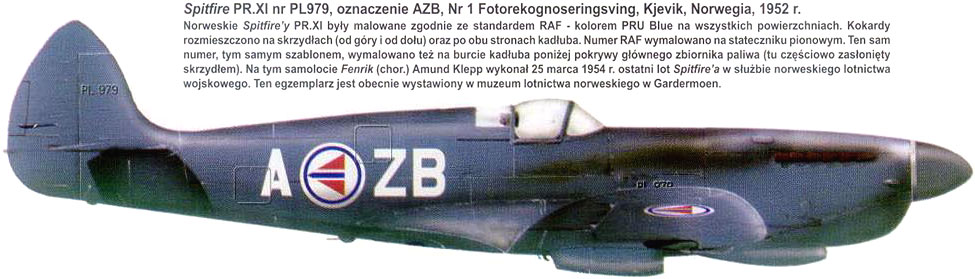 Spitfire PR.XI nr PL979, oznaczenie AZB, Nr 1 Fotorekognoseringsving, Kjevik, Norwegia, 1952 r.
Norweskie Spitfire'y PR.XI były malowane zgodnie ze standardem RAF - kolorem PRU Blue na wszystkich powierzchniach. Kokardy
rozmieszczono na skrzydłach (od góry i od dołu) oraz po obu stronach kadłuba. Numer RAF wymalowano na stateczniku pionowym. Ten sam
numer, tym samym szablonem, wymalowano też na burcie kadłuba poniżej pokrywy głównego zbiornika paliwa (tu częściowo zasłonięty
skrzydłem). Na tym samolocie Fenrik (chor.) Amund Klepp wykonał 25 marca 1954 r. ostatni lot Spitfire'a w służbie norweskiego lotnictwa
wojskowego. Ten egzemplarz jest obecnie wystawiony w muzeum lotnictwa norweskiego w Gardermoen.
PL 979
A ZB
PL 979